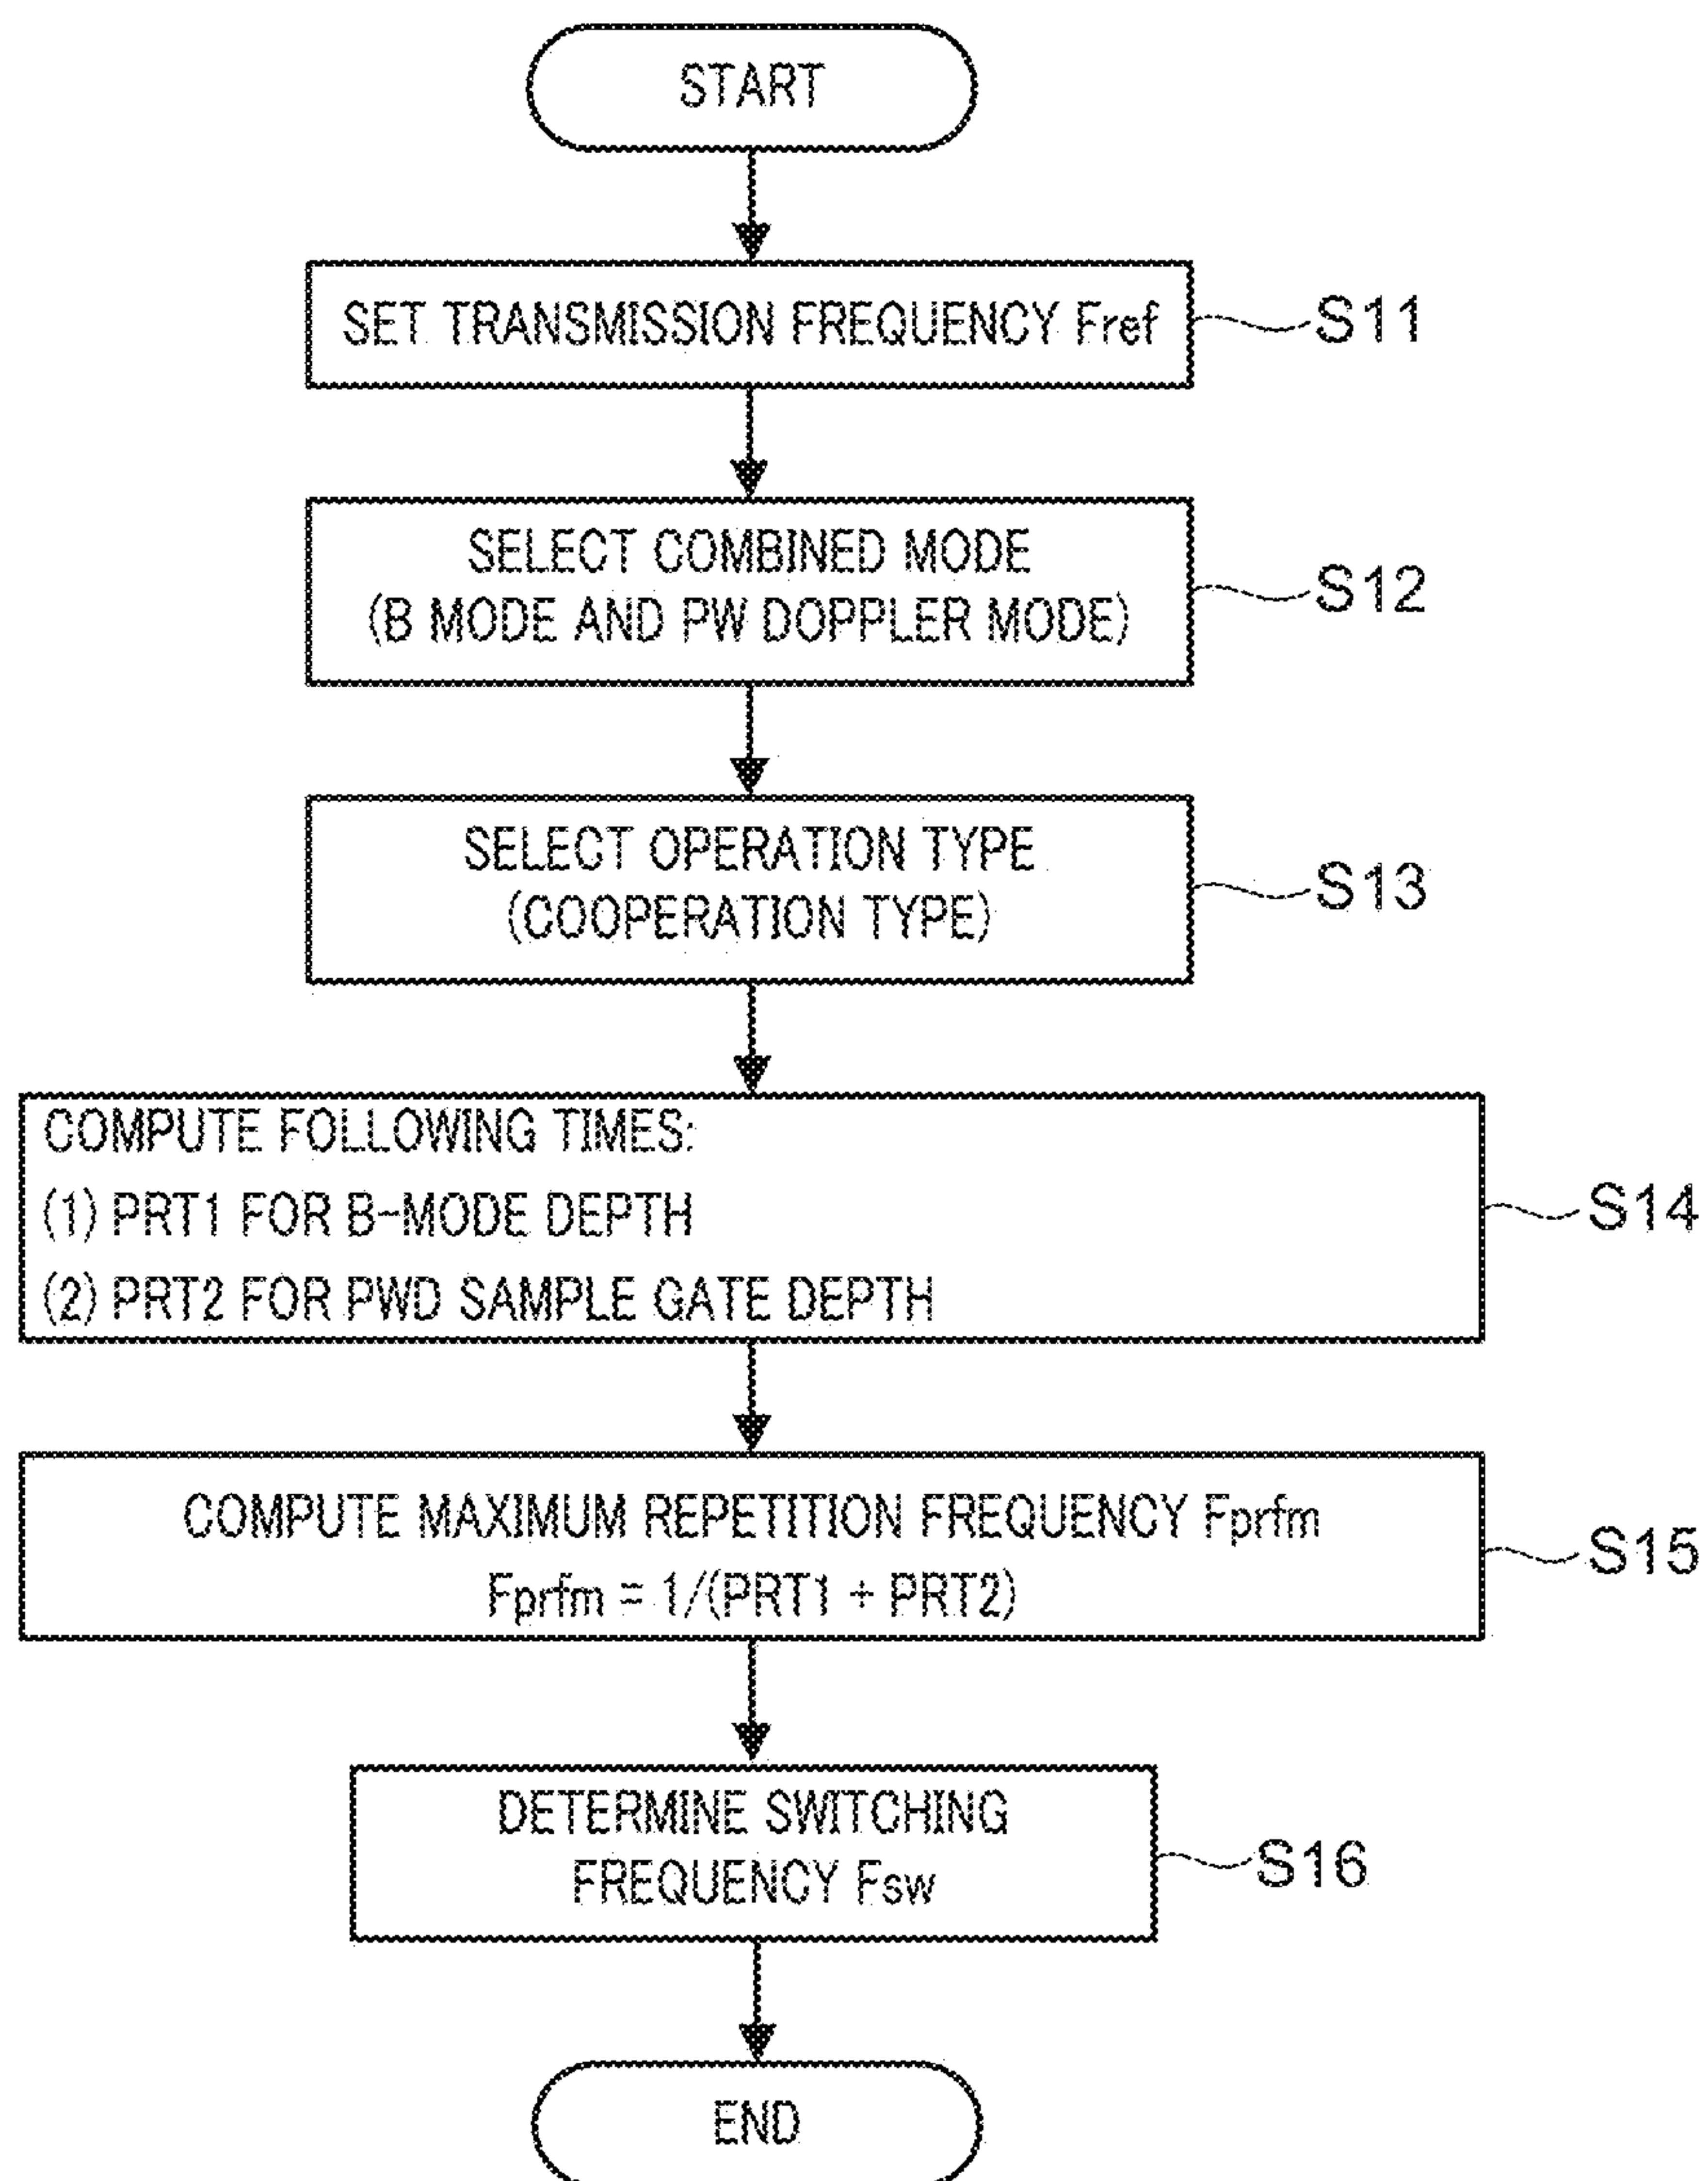 START
SET TRANSMISSION FREQUENCY Fref
S11
SELECT COMBINED MODE
(B MODE AND PW DOPPLER MODE)
S12
SELECT OPERATION TYPE
(COOPERATION TYPE)
S13
COMPUTE FOLLOWING TIMES:
(1) PRT1 FOR B-MODE DEPTH
(2) PRT2 FOR PWD SAMPLE GATE DEPTH
S14
COMPUTE MAXIMUM REPETITION FREQUENCY Fprfm
Fprfm = 1/(PRT1 + PRT2)
S15
DETERMINE SWITCHING
FREQUENCY Fsw
S16
END